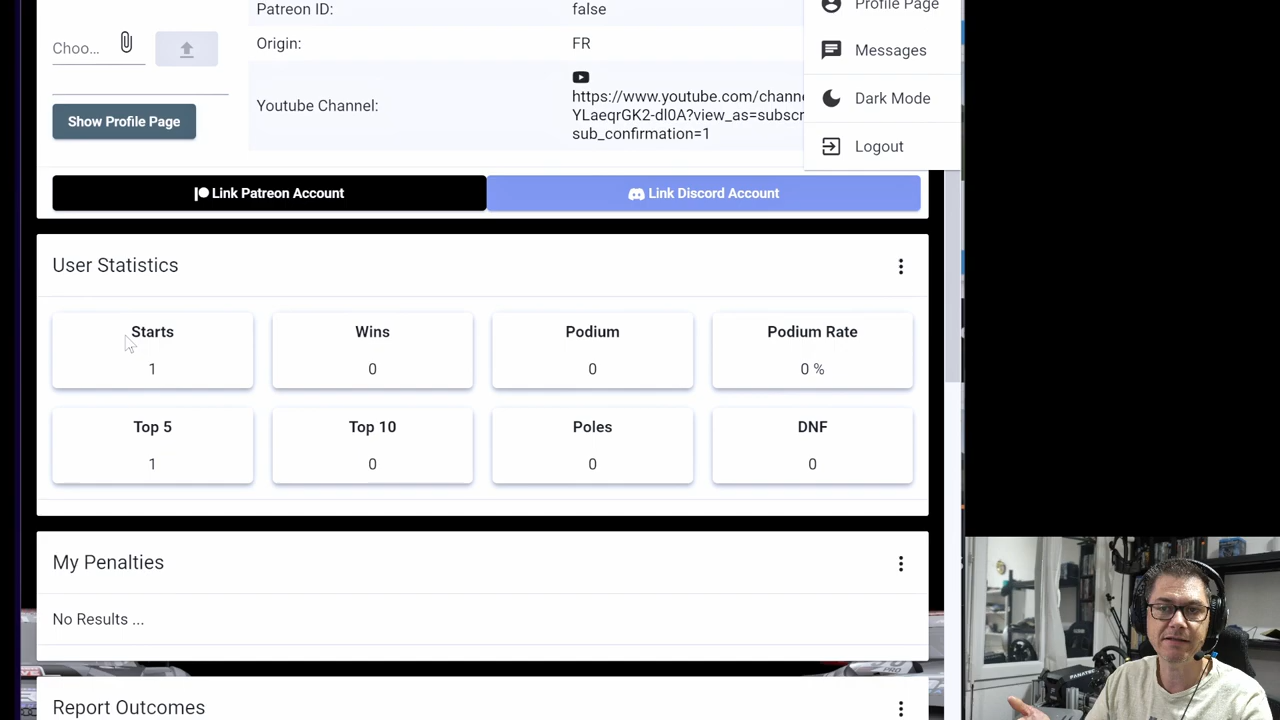 Patreon ID:
false
Profile Page
Choo...
Origin:
FR
Messages
Youtube Channel:
https://www.youtube.com/channe
YLaeqrGK2-dI0A?view_as=subscr
sub_confirmation=1
Dark Mode
Show Profile Page
Logout
Link Patreon Account
Link Discord Account
User Statistics
Starts
1
Wins
0
Podium
0
Podium Rate
0 %
Top 5
1
Top 10
0
Poles
0
DNF
0
My Penalties
No Results ...
Report Outcomes
FANATEC